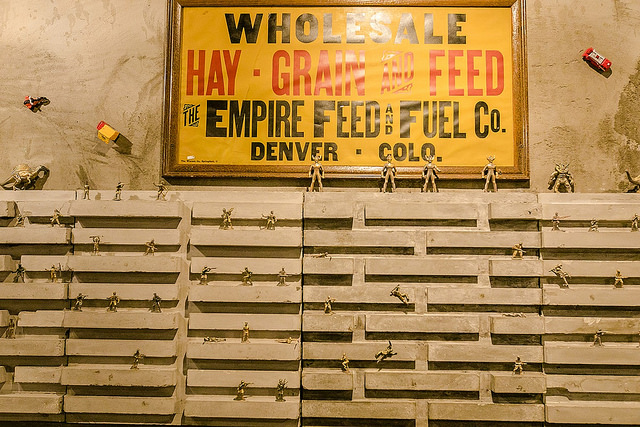 WHOLESALE
HAY · GRAIN AND FEED
THE EMPIRE FEED AND FUEL CO.
DENVER · COLO.